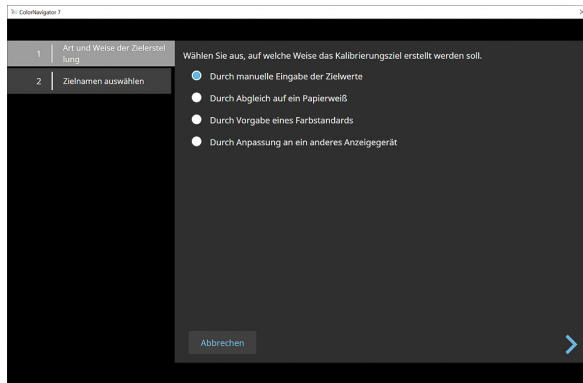 ColorNavigator 7
1
Art und Weise der Zielerstel
lung
2
Zielnamen auswählen
Wählen Sie aus, auf welche Weise das Kalibrierungsziel erstellt werden soll.
Durch manuelle Eingabe der Zielwerte
Durch Abgleich auf ein Papierweiß
Durch Vorgabe eines Farbstandards
Durch Anpassung an ein anderes Anzeigegerät
Abbrechen